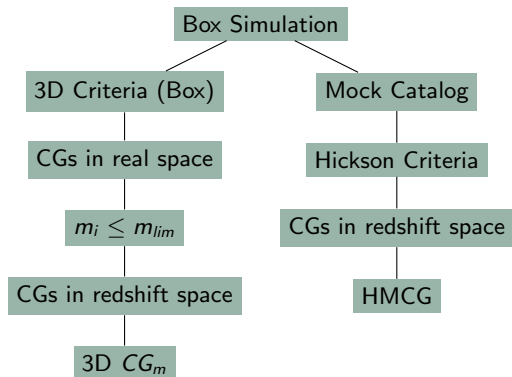 Box Simulation
3D Criteria (Box)
Mock Catalog
CGs in real space
Hickson Criteria
m_i ≤ m_lim
CGs in redshift space
CGs in redshift space
HMCG
3D CG_m